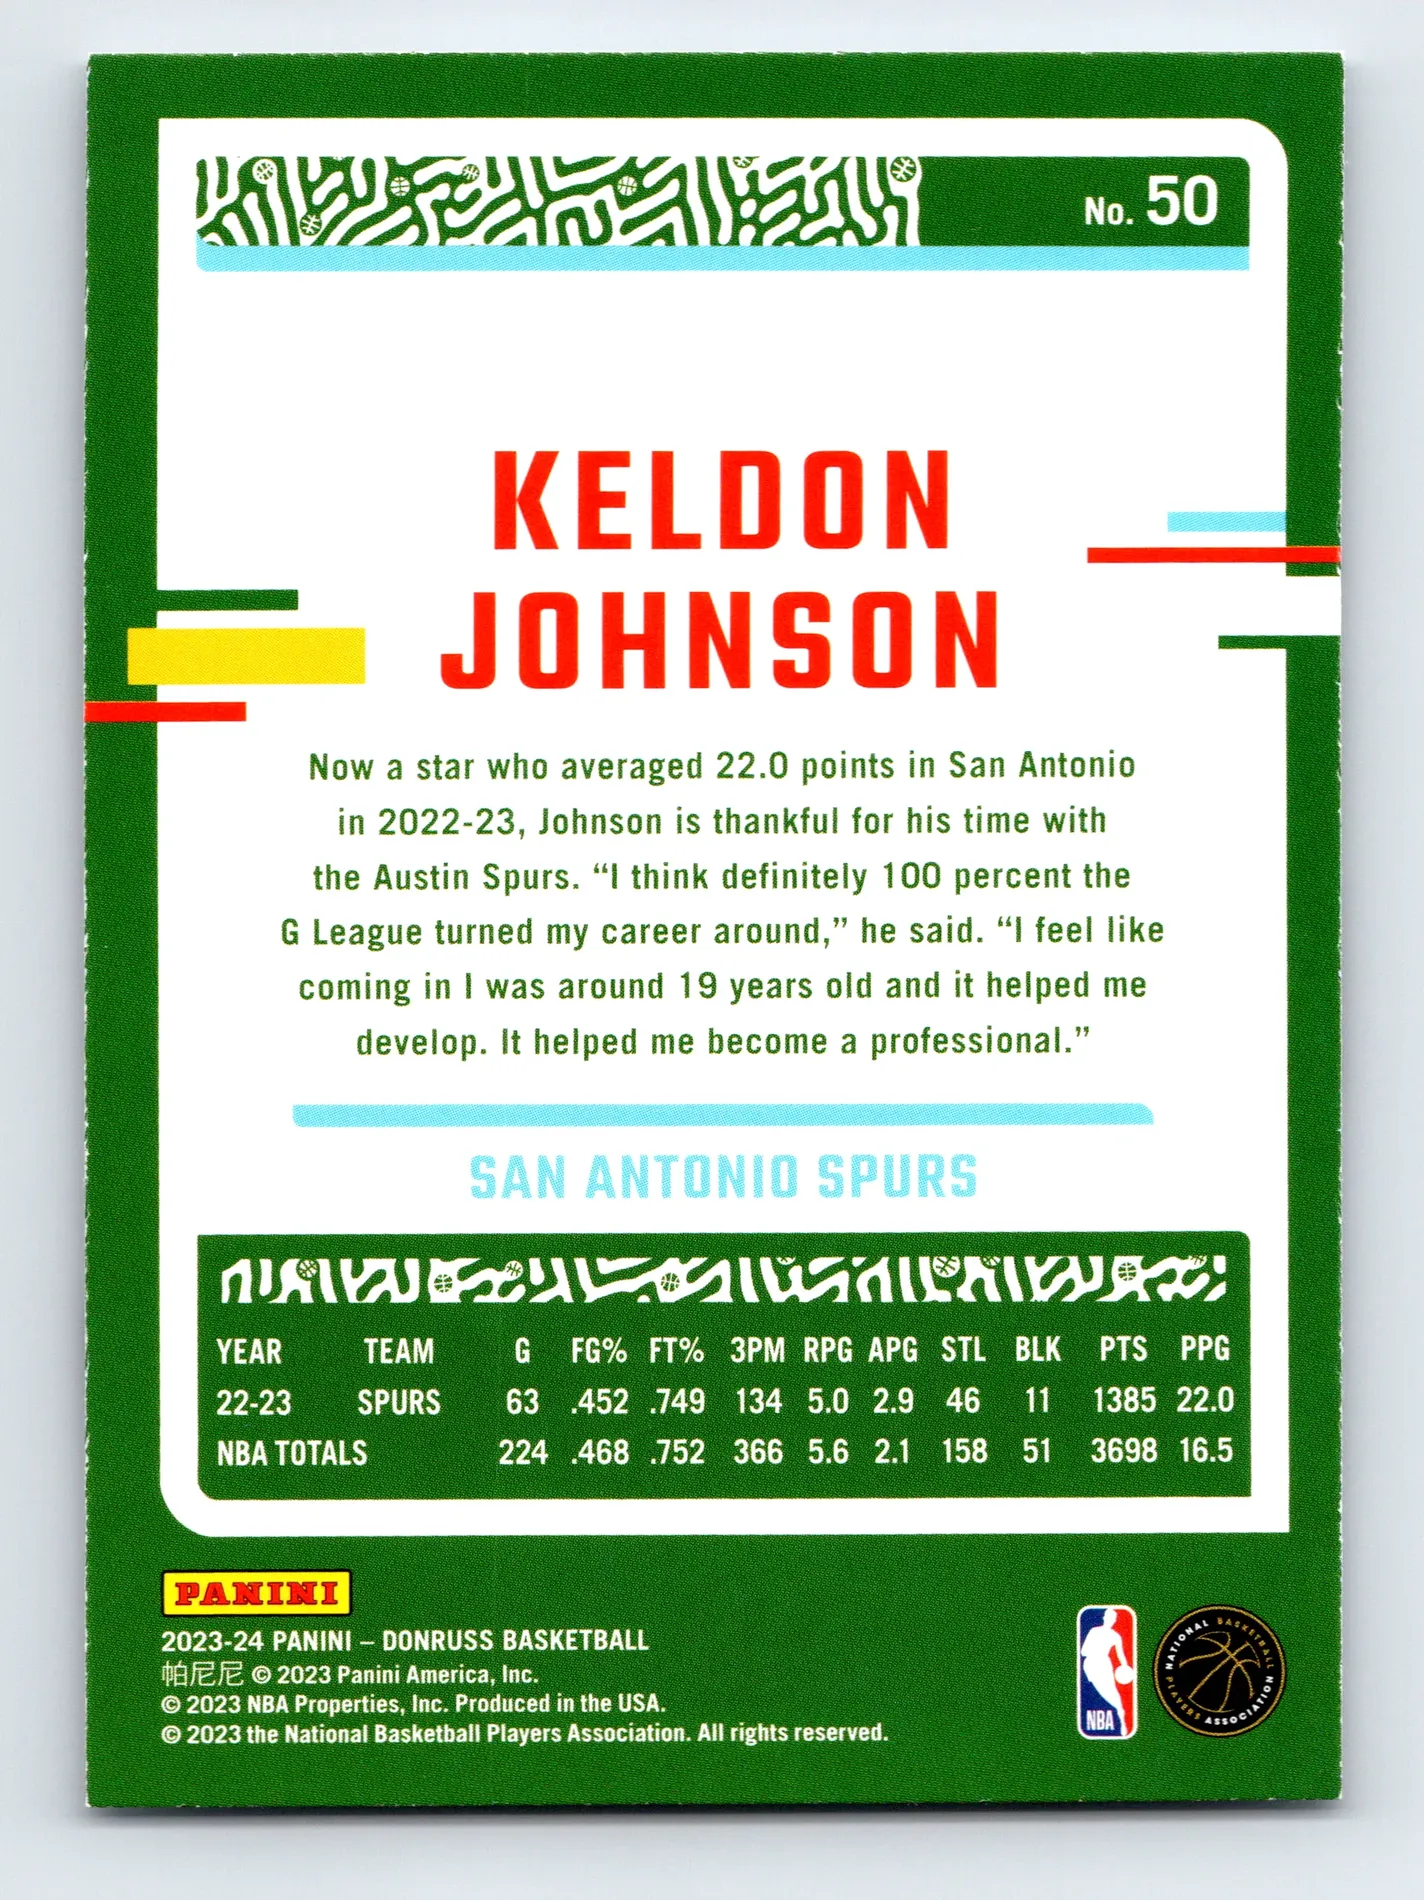 No. 50
KELDON
JOHNSON
Now a star who averaged 22.0 points in San Antonio
in 2022-23, Johnson is thankful for his time with
the Austin Spurs. “I think definitely 100 percent the
G League turned my career around,” he said. “I feel like
coming in I was around 19 years old and it helped me
develop. It helped me become a professional.”
SAN ANTONIO SPURS
YEAR TEAM G FG% FT% 3PM RPG APG STL BLK PTS PPG
22-23 SPURS 63 .452 .749 134 5.0 2.9 46 11 1385 22.0
NBA TOTALS 224 .468 .752 366 5.6 2.1 158 51 3698 16.5
PANINI
2023-24 PANINI – DONRUSS BASKETBALL
帕尼尼 © 2023 Panini America, Inc.
© 2023 NBA Properties, Inc. Produced in the USA.
© 2023 the National Basketball Players Association. All rights reserved.
NBA
NATIONAL BASKETBALL PLAYERS ASSOCIATION